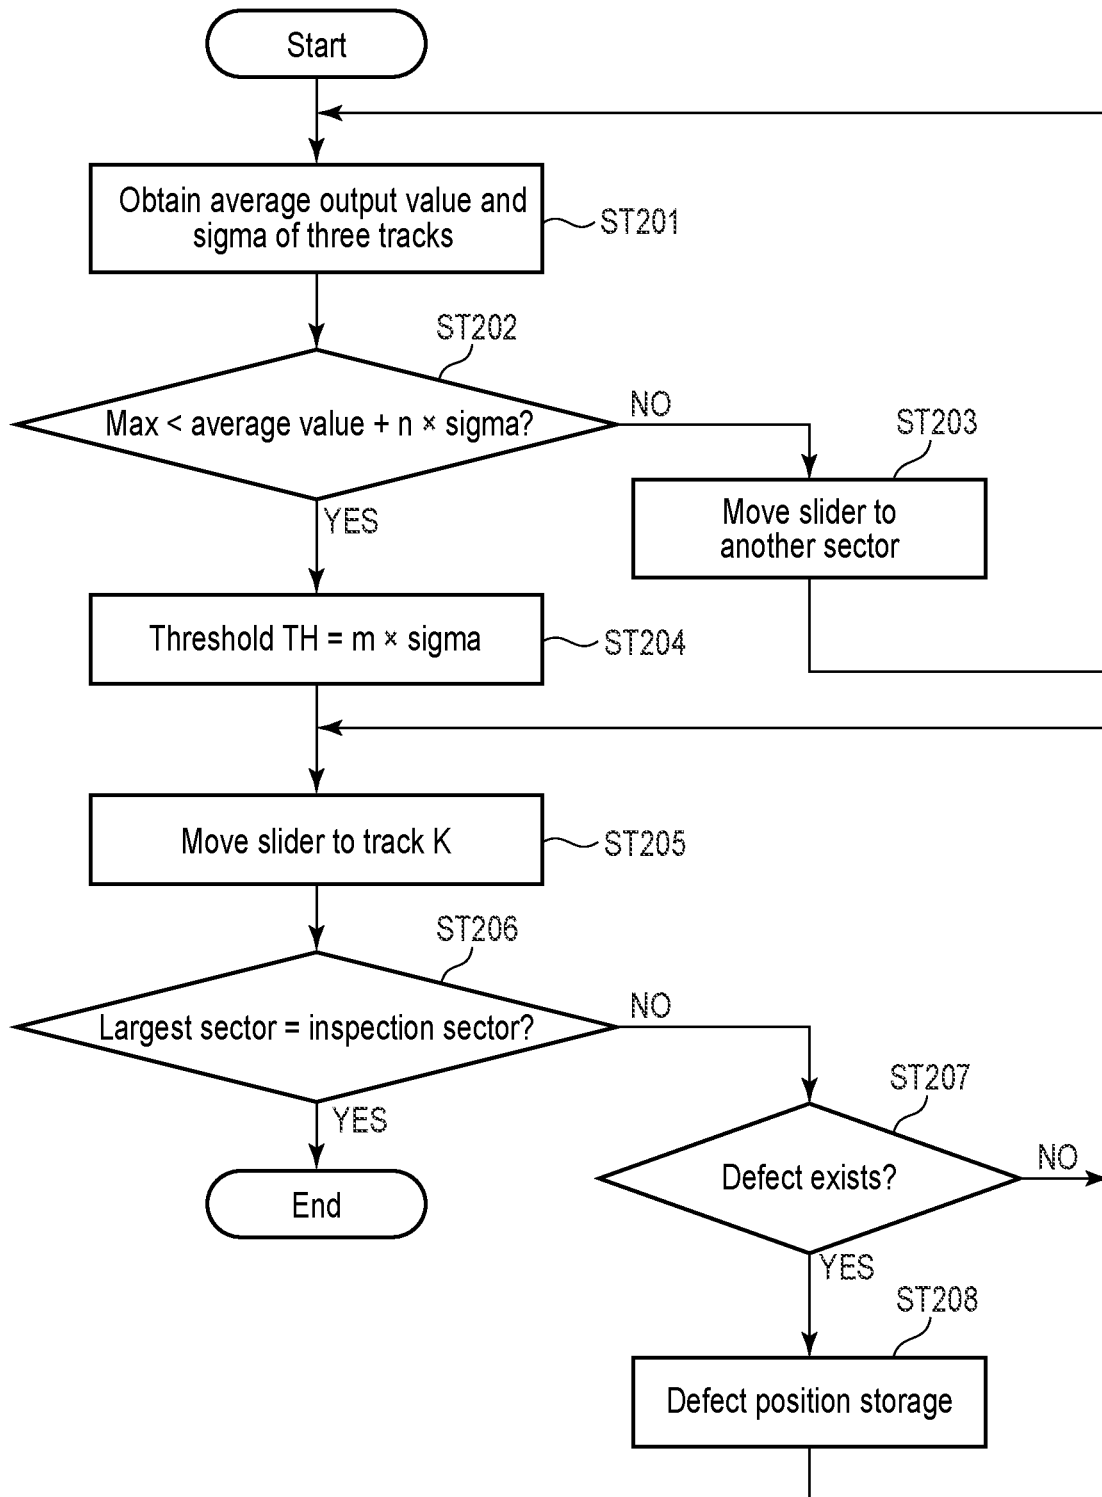 Start
Obtain average output value and
sigma of three tracks
ST201
ST202
Max < average value + n × sigma?
NO
ST203
Move slider to
another sector
YES
Threshold TH = m × sigma
ST204
Move slider to track K
ST205
ST206
Largest sector = inspection sector?
NO
ST207
YES
Defect exists?
NO
End
YES
ST208
Defect position storage